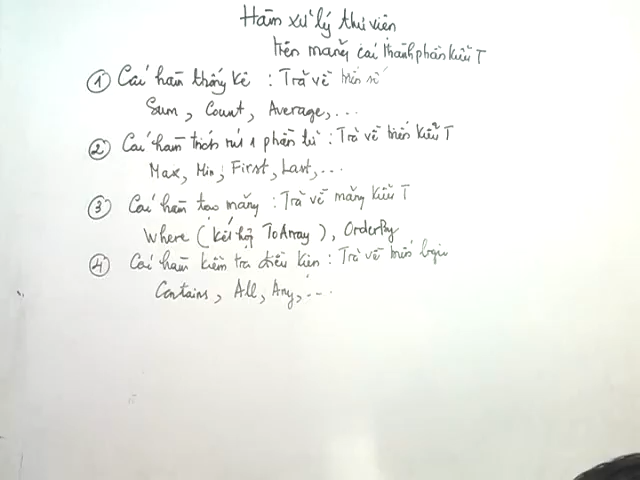 Hàm xử lý thư viện
trên mảng các thành phần kiểu T
① Các hàm thống kê : Trả về trị số
Sum, Count, Average, ...
② Các hàm trích rút 1 phần tử : Trả về kiểu T
Max, Min, First, Last, ...
③ Các hàm tạo mảng : Trả về mảng kiểu T
Where (kết hợp ToArray), OrderBy
④ Các hàm kiểm tra điều kiện : Trả về logic
Contains, All, Any, ...